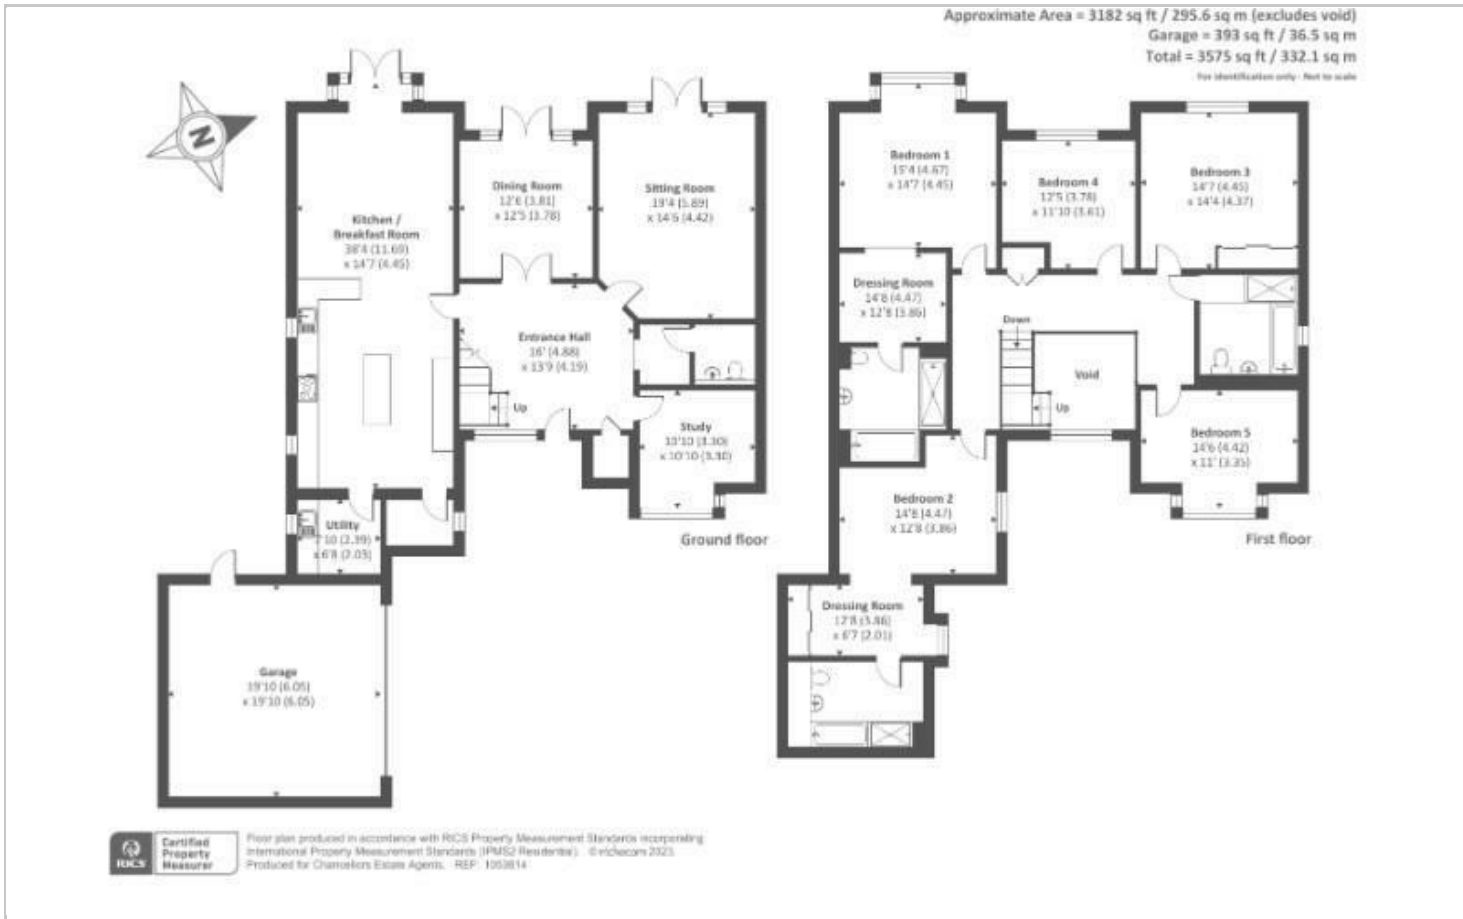 Approximate Area = 3182 sq ft / 295.6 sq m (excludes void)
Garage = 393 sq ft / 36.5 sq m
Total = 3575 sq ft / 332.1 sq m
For identification only - Not to scale
N
Kitchen /
Breakfast Room
38'4 (11.69)
x 14'7 (4.45)
Dining Room
12'6 (3.81)
x 12'5 (3.78)
Sitting Room
19'4 (5.89)
x 14'6 (4.42)
Entrance Hall
16' (4.88)
x 13'9 (4.19)
Up
Study
10'10 (3.30)
x 10'10 (3.30)
Utility
7'10 (2.39)
x 6'8 (2.03)
Garage
19'10 (6.05)
x 19'10 (6.05)
Ground floor
Bedroom 1
15'4 (4.67)
x 14'7 (4.45)
Bedroom 4
12'5 (3.78)
x 11'10 (3.61)
Bedroom 3
14'7 (4.45)
x 14'4 (4.37)
Dressing Room
14'8 (4.47)
x 12'8 (3.86)
Down
Void
Up
Bedroom 5
14'6 (4.42)
x 11' (3.35)
Bedroom 2
14'8 (4.47)
x 12'8 (3.86)
Dressing Room
12'8 (3.86)
x 6'7 (2.01)
First floor
RICS
Certified
Property
Measurer
Floor plan produced in accordance with RICS Property Measurement Standards incorporating
International Property Measurement Standards (IPMS2 Residential). ©nichecom 2023.
Produced for Chancellors Estate Agents. REF: 1053814